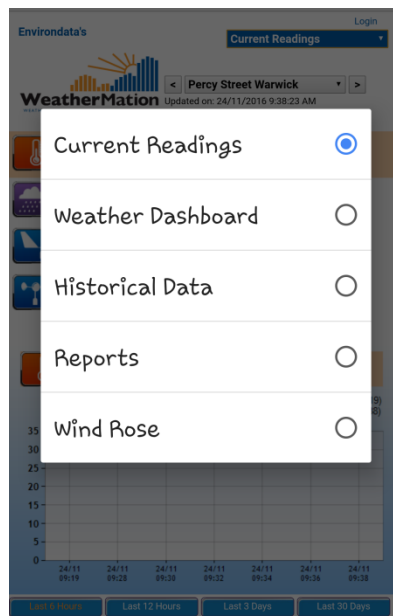 Login
Environdata's
Current Readings
WeatherMation
< Percy Street Warwick >
Updated on: 24/11/2016 9:38:23 AM
Current Readings
Weather Dashboard
Historical Data
Reports
Wind Rose
9)
35
30
25
20
15
10
5
0
24/11 24/11 24/11 24/11 24/11 24/11 24/11
09:19 09:28 09:30 09:32 09:34 09:36 09:38
Last 6 Hours Last 12 Hours Last 3 Days Last 30 Days